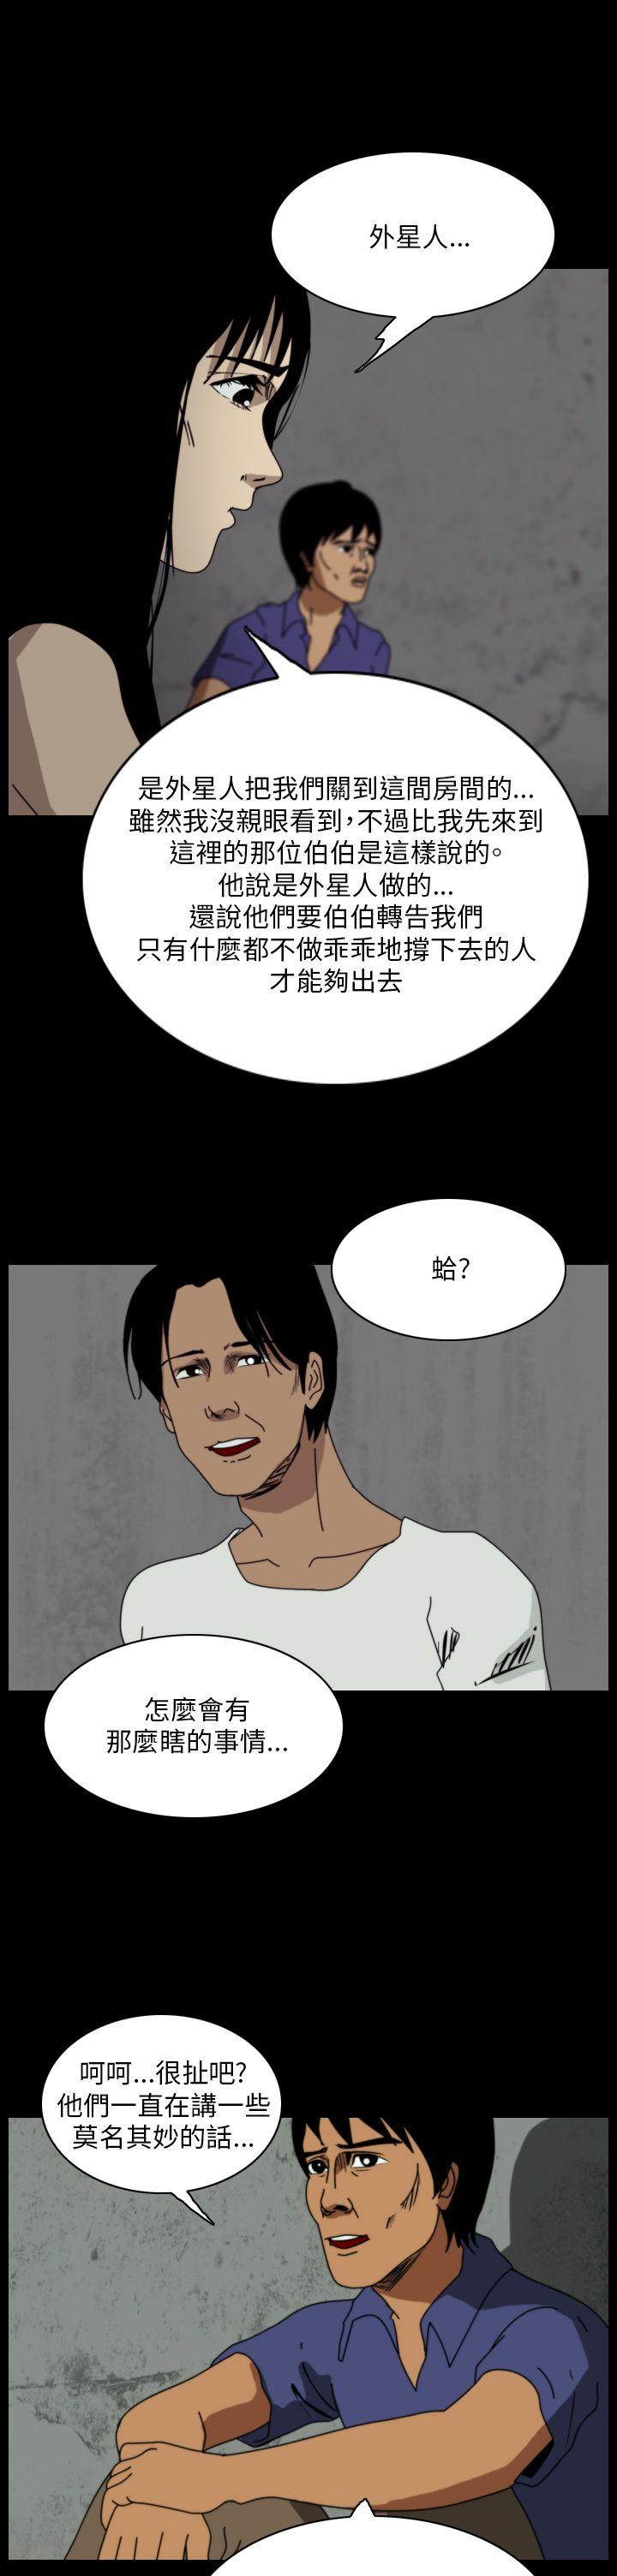 外星人...
是外星人把我們關到這間房間的...
雖然我沒親眼看到，不過比我先來到
這裡的那位伯伯是這樣說的。
他說是外星人做的...
還說他們要伯伯轉告我們
只有什麼都不做乖乖地撐下去的人
才能夠出去
蛤?
怎麼會有
那麼瞎的事情...
呵呵...很扯吧?
他們一直在講一些
莫名其妙的話...